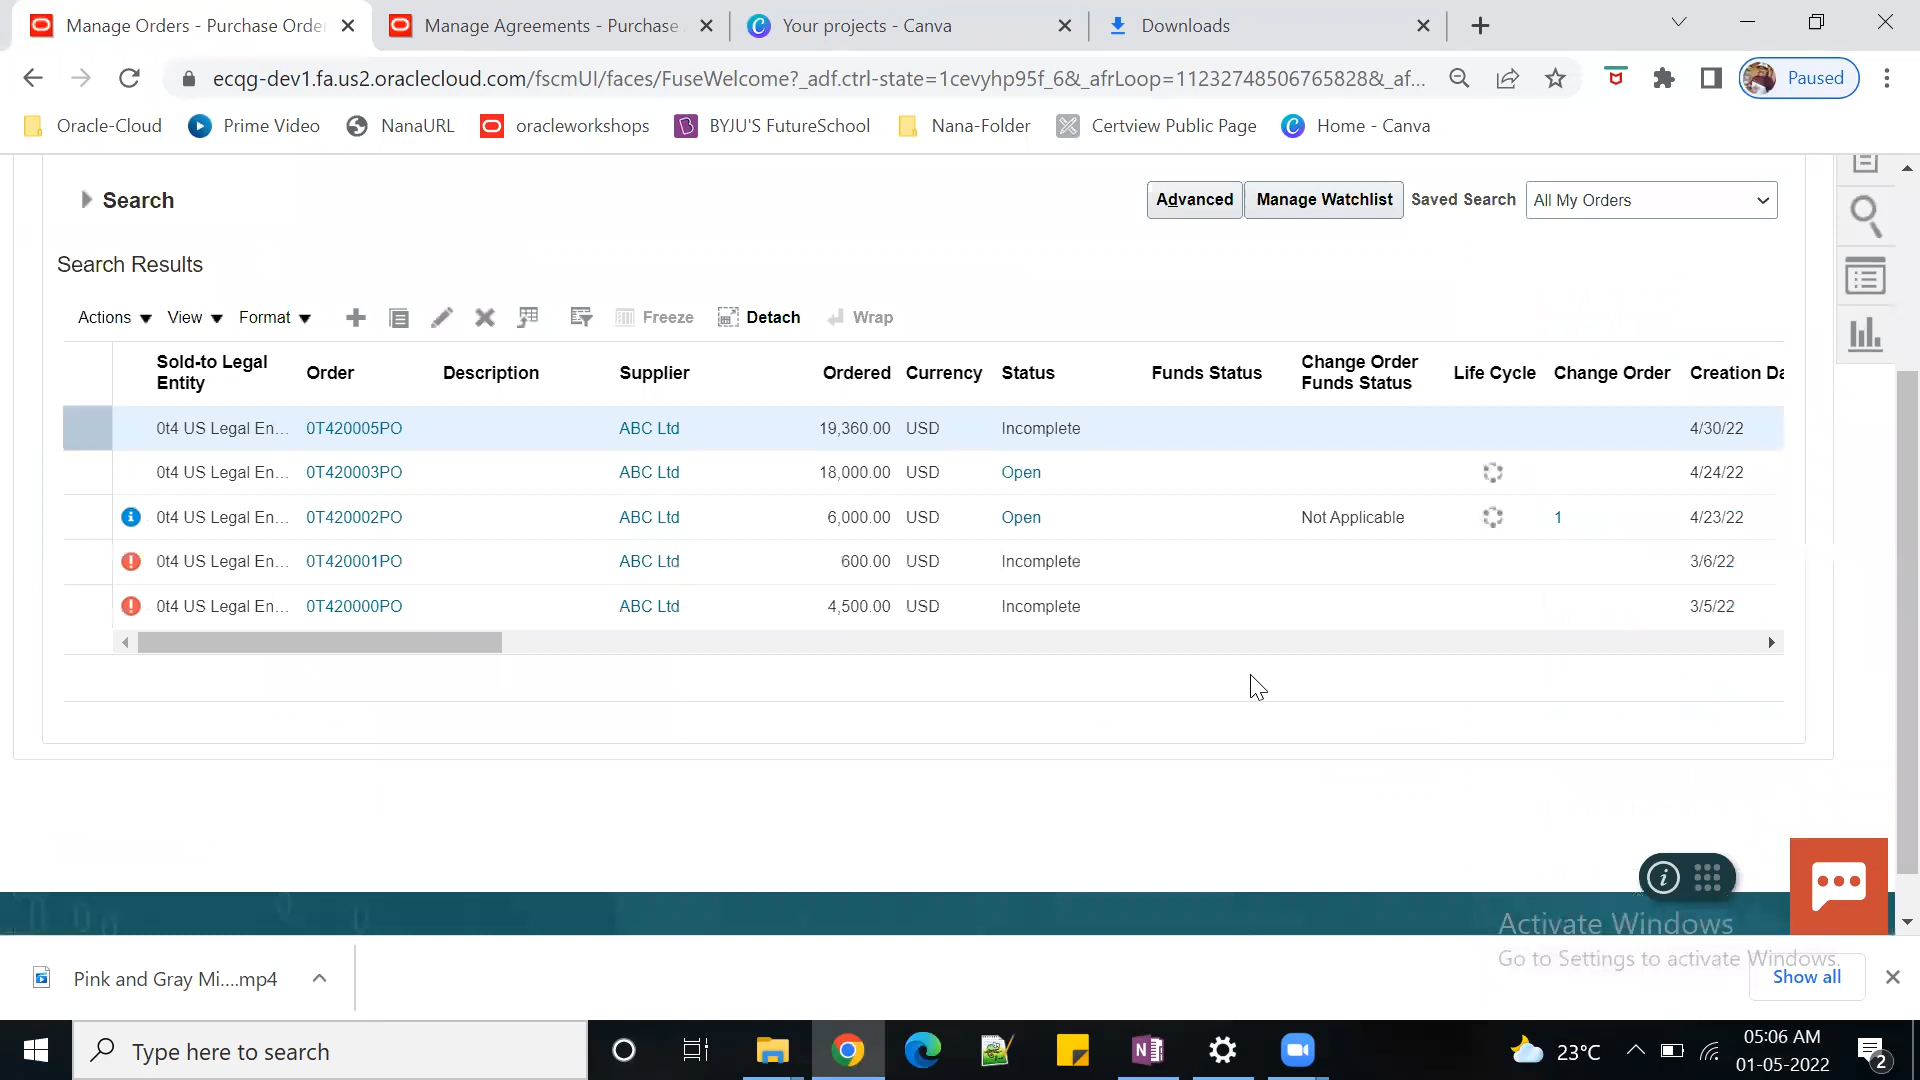 Manage Orders - Purchase Order
Manage Agreements - Purchase
Your projects - Canva
Downloads
ecqg-dev1.fa.us2.oraclecloud.com/fscmUI/faces/FuseWelcome?_adf.ctrl-state=1cevyhp95f_6&_afrLoop=11232748506765828&_af...
Paused
Oracle-Cloud
Prime Video
NanaURL
oracleworkshops
BYJU'S FutureSchool
Nana-Folder
Certview Public Page
Home - Canva
Search
Advanced
Manage Watchlist
Saved Search
All My Orders
Search Results
Actions
View
Format
Freeze
Detach
Wrap
Sold-to Legal Entity Order Description Supplier Ordered Currency Status Funds Status Change Order Funds Status Life Cycle Change Order Creation Da
0t4 US Legal En... 0T420005PO ABC Ltd 19,360.00 USD Incomplete 4/30/22
0t4 US Legal En... 0T420003PO ABC Ltd 18,000.00 USD Open 4/24/22
0t4 US Legal En... 0T420002PO ABC Ltd 6,000.00 USD Open Not Applicable 1 4/23/22
0t4 US Legal En... 0T420001PO ABC Ltd 600.00 USD Incomplete 3/6/22
0t4 US Legal En... 0T420000PO ABC Ltd 4,500.00 USD Incomplete 3/5/22
Activate Windows
Go to Settings to activate Windows.
Pink and Gray Mi....mp4
Show all
Type here to search
23°C
05:06 AM
01-05-2022
2